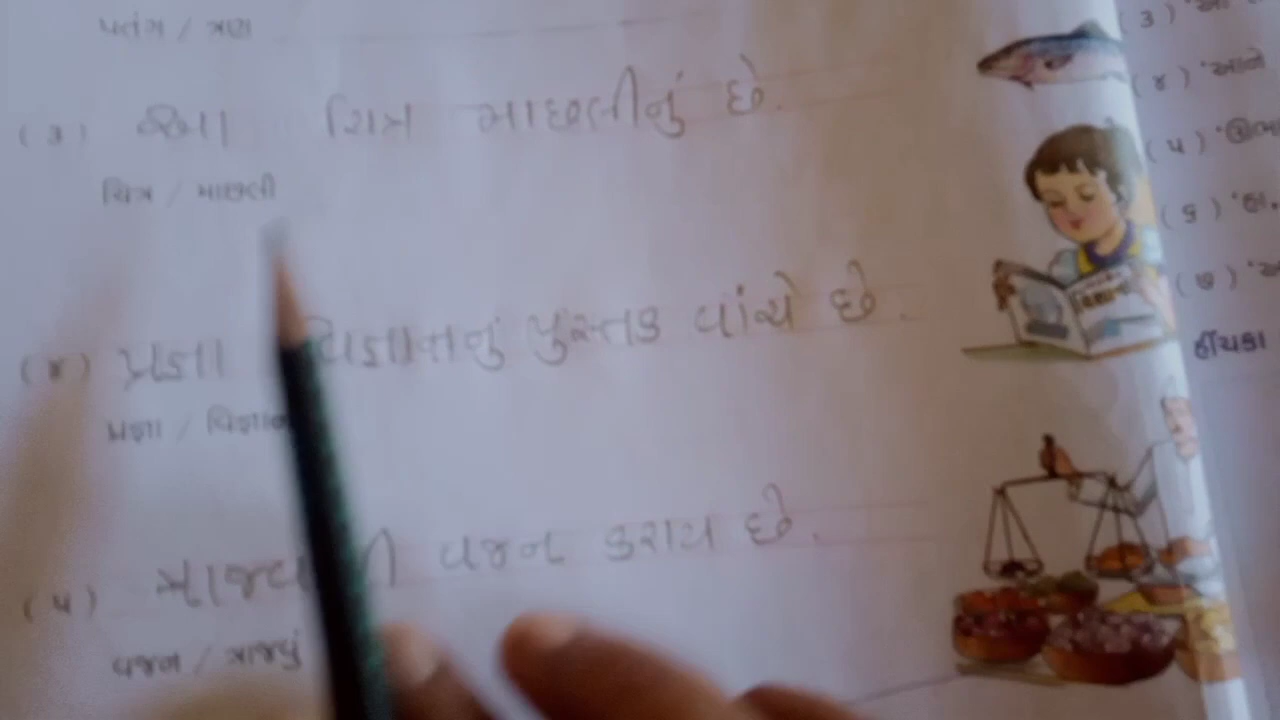 પતંગ / ત્રણ
(૩) આ ચિત્ર માછલીનું છે.
ચિત્ર / માછલી
(૪) પ્રજ્ઞા વિજ્ઞાનનું પુસ્તક વાંચે છે.
પ્રજ્ઞા / વિજ્ઞાન
(૫) વજન કરાય છે.
વજન / ત્રાજવું
(૩)
(૪) 'આને
(૫)
(૬) 'હા,
(૭)
હીંચકા